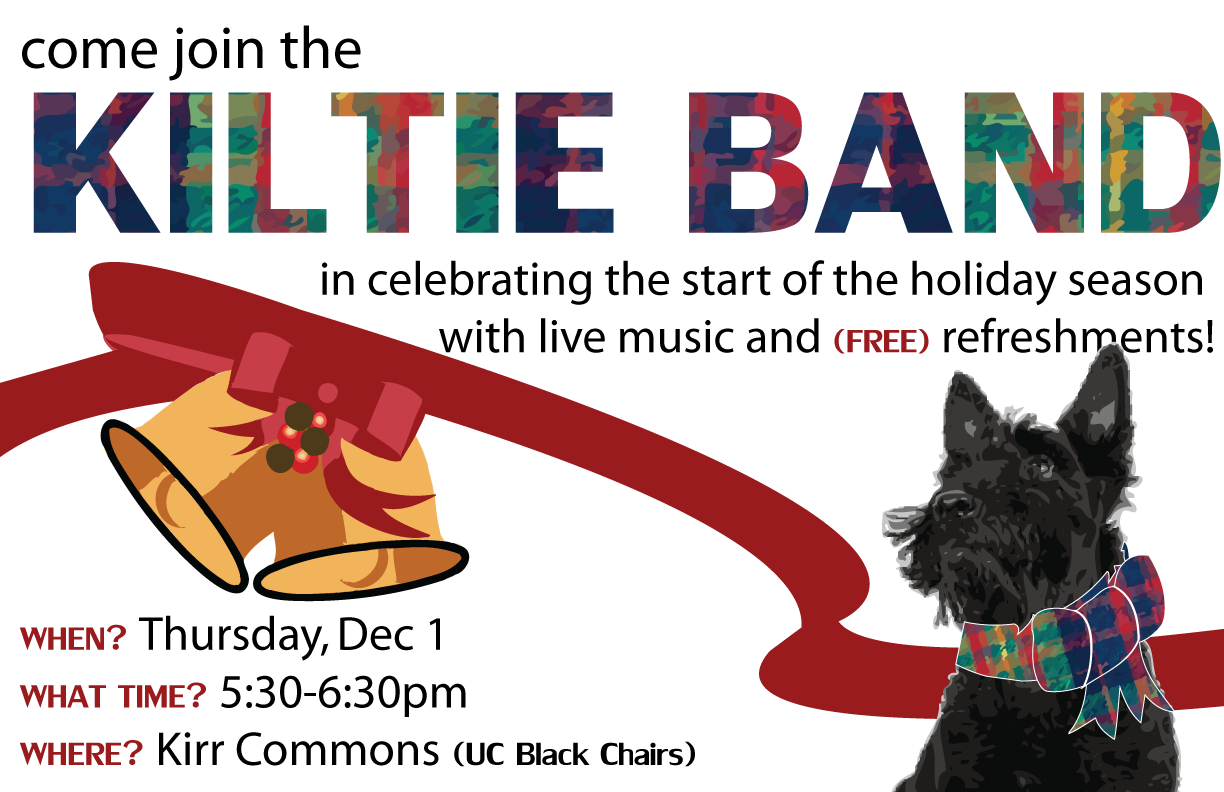 come join the
KILTIE BAND
in celebrating the start of the holiday season
with live music and (FREE) refreshments!
WHEN? Thursday, Dec 1
WHAT TIME? 5:30-6:30pm
WHERE? Kirr Commons (UC Black Chairs)